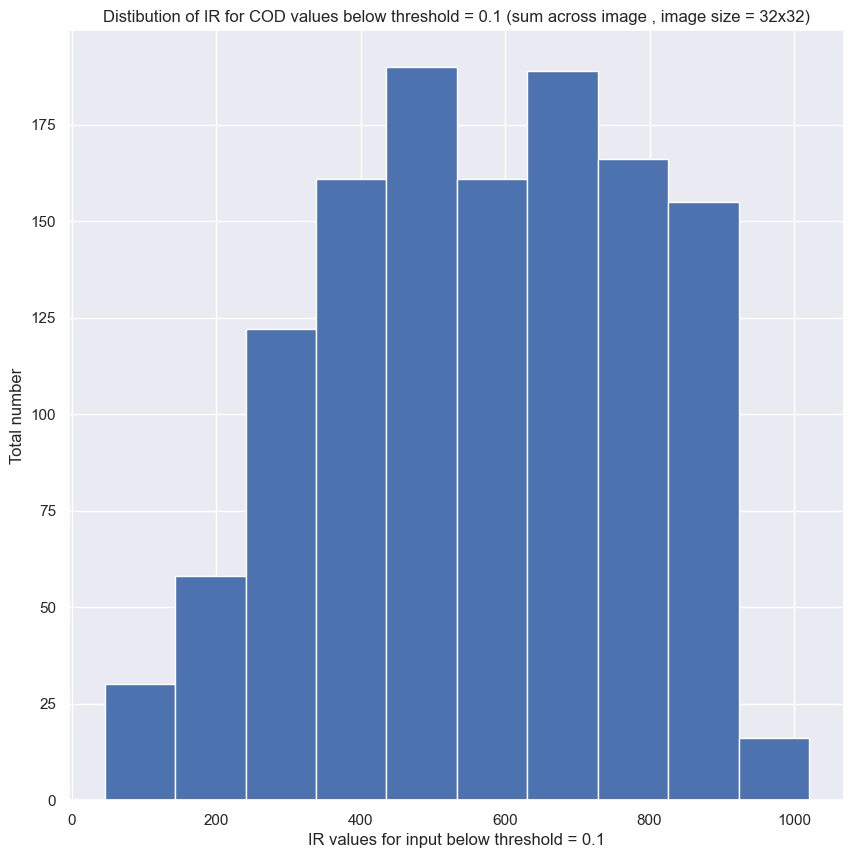 Distibution of IR for COD values below threshold = 0.1 (sum across image , image size = 32x32)
Total number
175
150
125
100
75
50
25
0
0 200 400 600 800 1000
IR values for input below threshold = 0.1